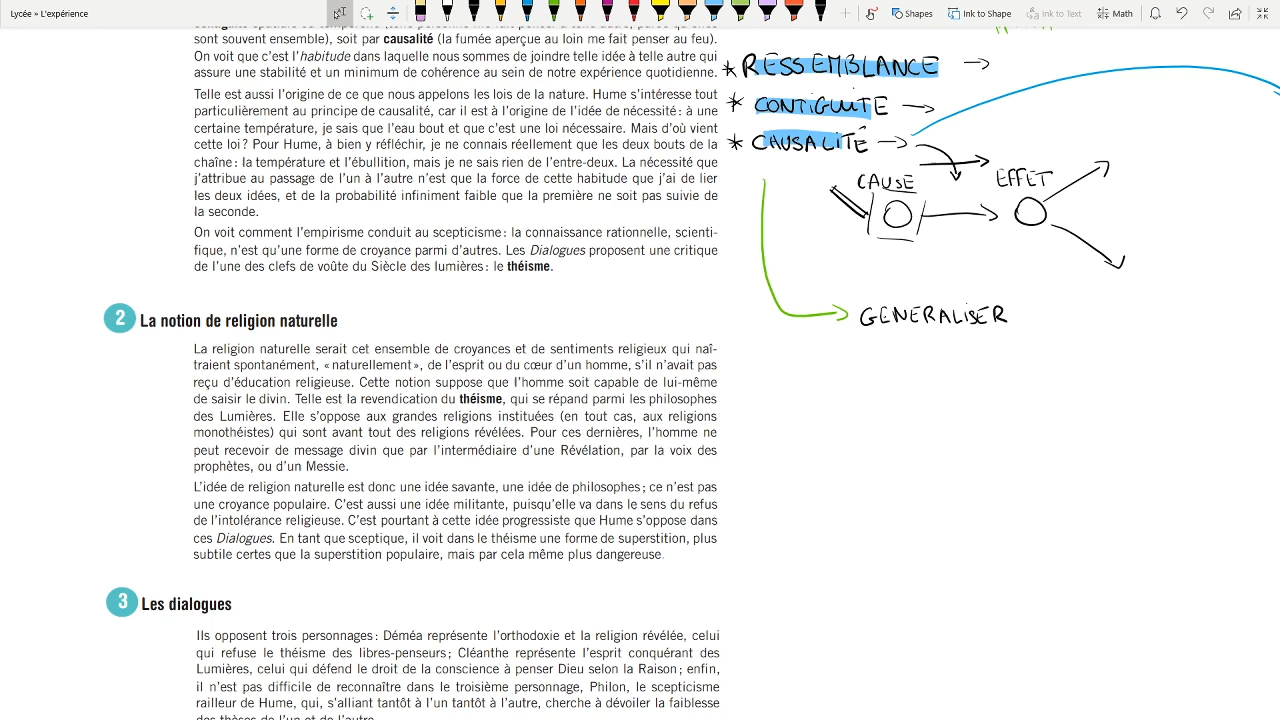 Lycée » L'expérience
Shapes
Ink to Shape
Ink to Text
Math
sont souvent ensemble), soit par causalité (la fumée aperçue au loin me fait penser au feu).
On voit que c'est l'habitude dans laquelle nous sommes de joindre telle idée à telle autre qui
assure une stabilité et un minimum de cohérence au sein de notre expérience quotidienne.
Telle est aussi l'origine de ce que nous appelons les lois de la nature. Hume s'intéresse tout
particulièrement au principe de causalité, car il est à l'origine de l'idée de nécessité : à une
certaine température, je sais que l'eau bout et que c'est une loi nécessaire. Mais d'où vient
cette loi ? Pour Hume, à bien y réfléchir, je ne connais réellement que les deux bouts de la
chaîne : la température et l'ébullition, mais je ne sais rien de l'entre-deux. La nécessité que
j'attribue au passage de l'un à l'autre n'est que la force de cette habitude que j'ai de lier
les deux idées, et de la probabilité infiniment faible que la première ne soit pas suivie de
la seconde.
On voit comment l'empirisme conduit au scepticisme : la connaissance rationnelle, scienti-
fique, n'est qu'une forme de croyance parmi d'autres. Les Dialogues proposent une critique
de l'une des clefs de voûte du Siècle des lumières : le théisme.
* RESSEMBLANCE →
* CONTIGUITE →
* CAUSALITÉ →
CAUSE
EFFET
GENERALISER
2 La notion de religion naturelle
La religion naturelle serait cet ensemble de croyances et de sentiments religieux qui naî-
traient spontanément, « naturellement », de l'esprit ou du cœur d'un homme, s'il n'avait pas
reçu d'éducation religieuse. Cette notion suppose que l'homme soit capable de lui-même
de saisir le divin. Telle est la revendication du théisme, qui se répand parmi les philosophes
des Lumières. Elle s'oppose aux grandes religions instituées (en tout cas, aux religions
monothéistes) qui sont avant tout des religions révélées. Pour ces dernières, l'homme ne
peut recevoir de message divin que par l'intermédiaire d'une Révélation, par la voix des
prophètes, ou d'un Messie.
L'idée de religion naturelle est donc une idée savante, une idée de philosophes ; ce n'est pas
une croyance populaire. C'est aussi une idée militante, puisqu'elle va dans le sens du refus
de l'intolérance religieuse. C'est pourtant à cette idée progressiste que Hume s'oppose dans
ces Dialogues. En tant que sceptique, il voit dans le théisme une forme de superstition, plus
subtile certes que la superstition populaire, mais par cela même plus dangereuse.
3 Les dialogues
Ils opposent trois personnages : Déméa représente l'orthodoxie et la religion révélée, celui
qui refuse le théisme des libres-penseurs ; Cléanthe représente l'esprit conquérant des
Lumières, celui qui défend le droit de la conscience à penser Dieu selon la Raison ; enfin,
il n'est pas difficile de reconnaître dans le troisième personnage, Philon, le scepticisme
railleur de Hume, qui, s'alliant tantôt à l'un tantôt à l'autre, cherche à dévoiler la faiblesse
des thèses de l'un et de l'autre.